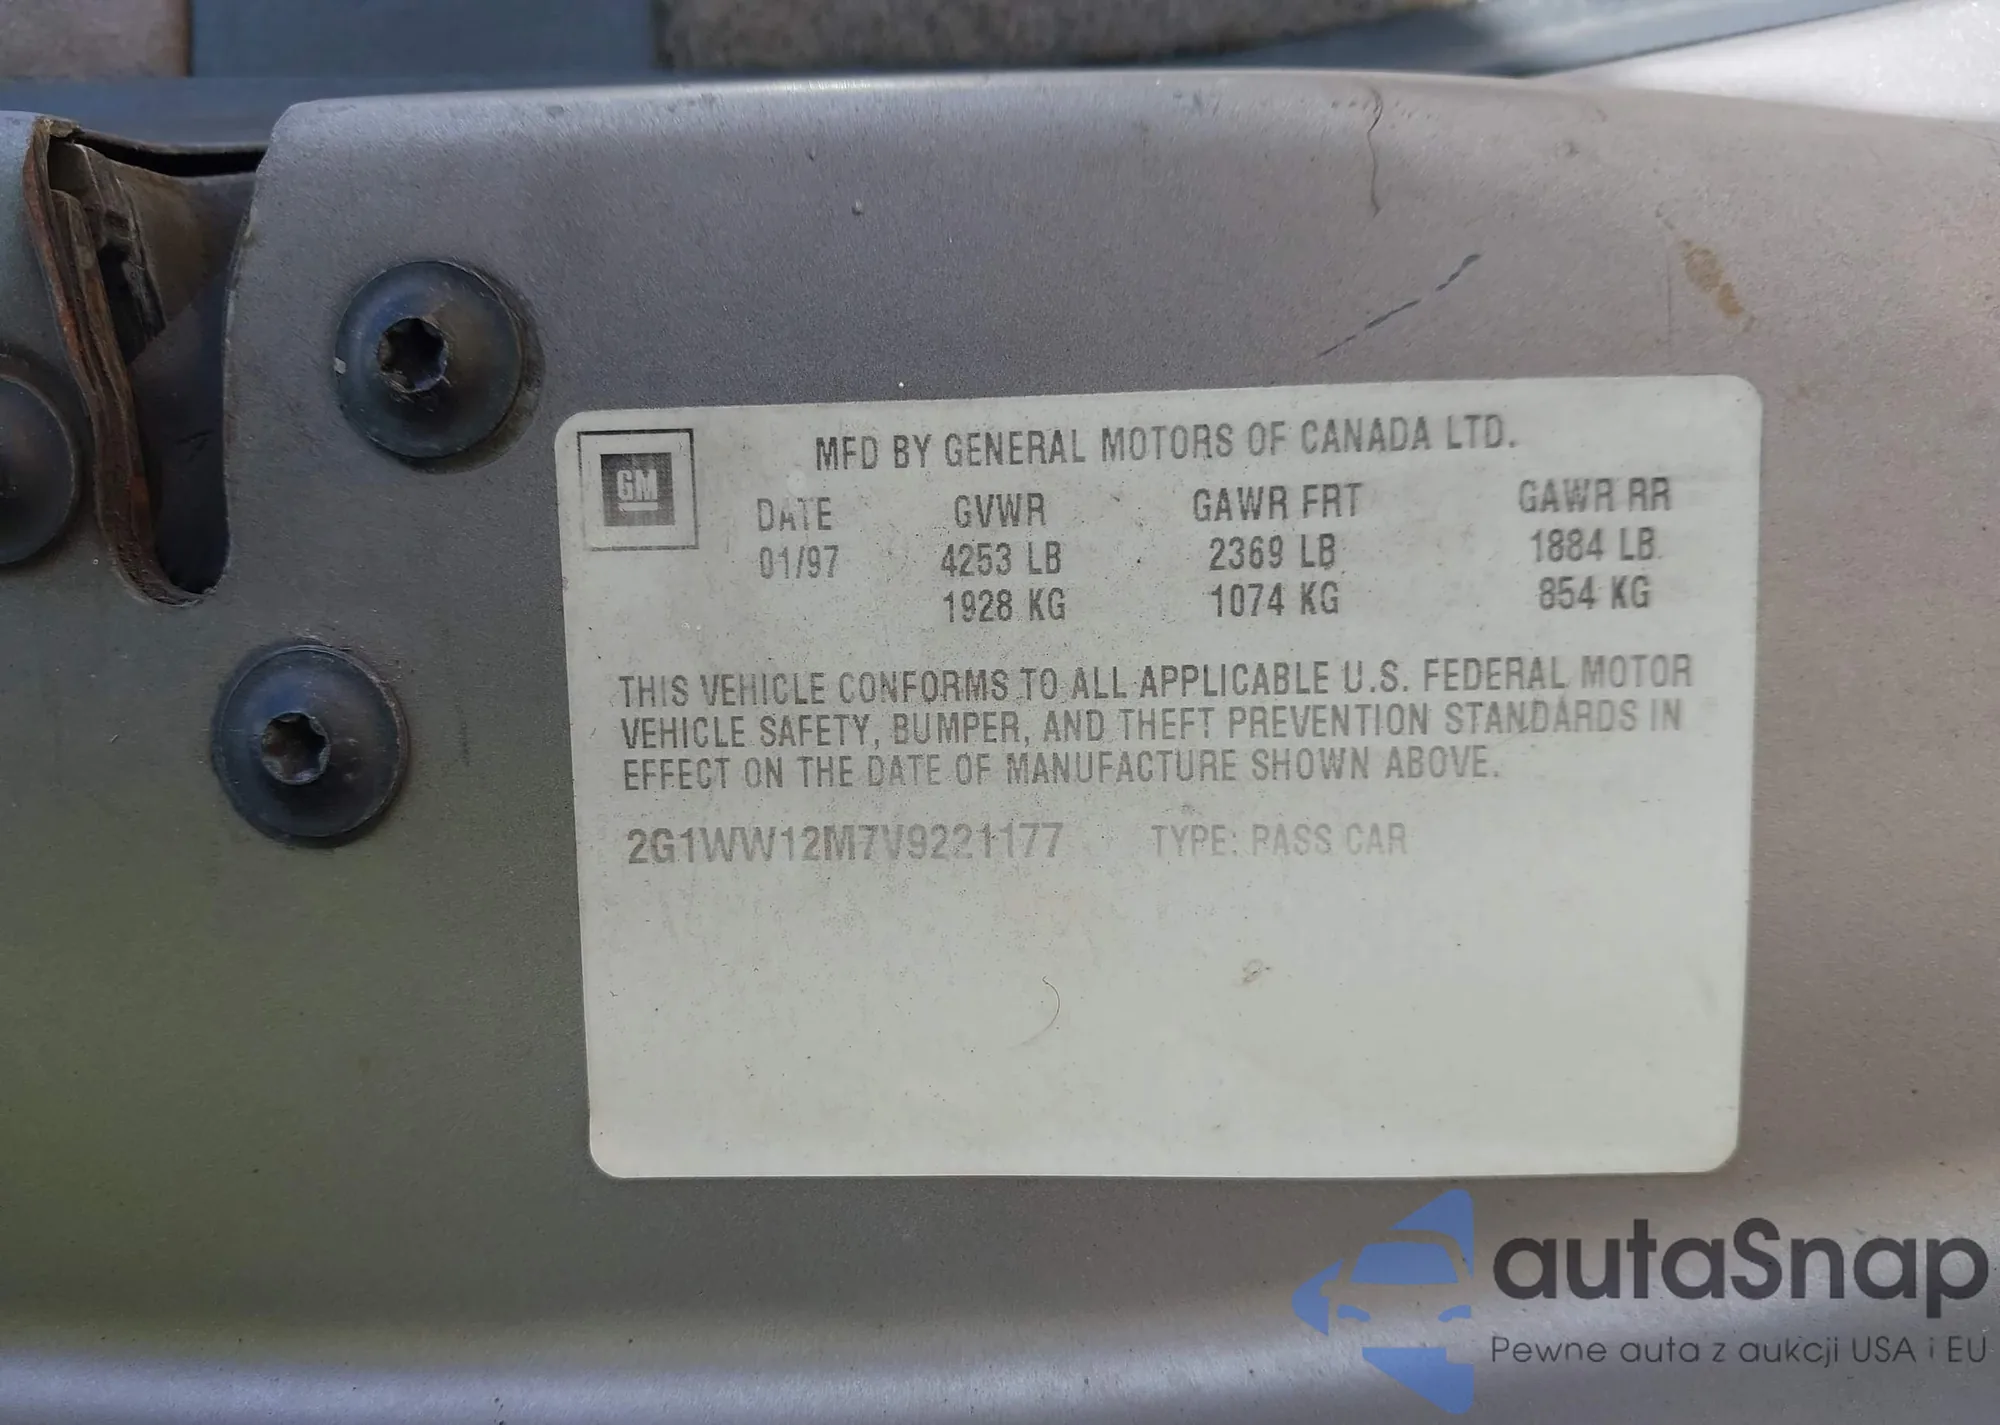 GM
MFD BY GENERAL MOTORS OF CANADA LTD.
DATE GVWR GAWR FRT GAWR RR
01/97 4253 LB 2369 LB 1884 LB
1928 KG 1074 KG 854 KG
THIS VEHICLE CONFORMS TO ALL APPLICABLE U.S. FEDERAL MOTOR
VEHICLE SAFETY, BUMPER, AND THEFT PREVENTION STANDARDS IN
EFFECT ON THE DATE OF MANUFACTURE SHOWN ABOVE.
2G1WW12M7V9221177 TYPE: PASS CAR
autaSnap
Pewne auta z aukcji USA i EU